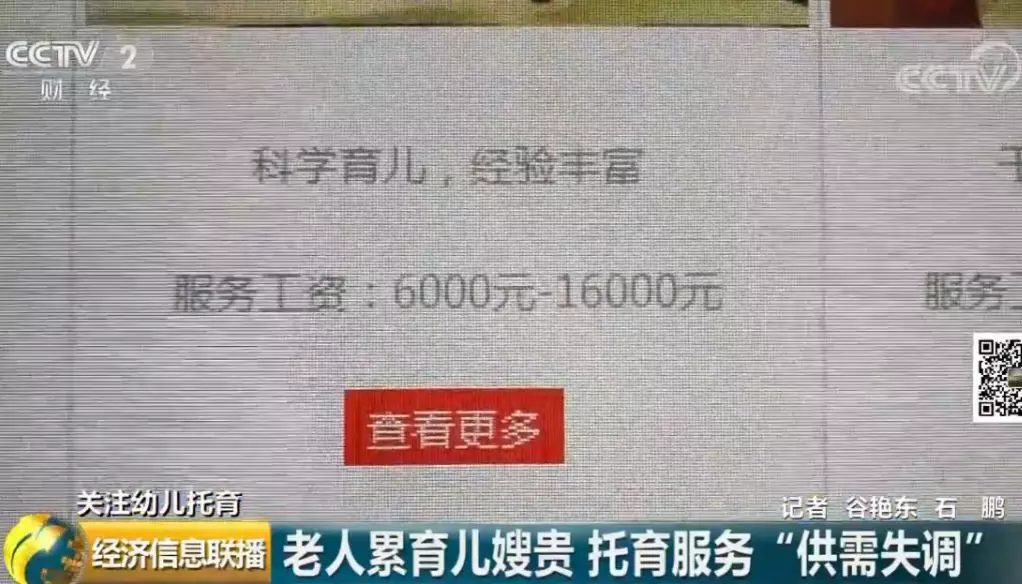 CCTV 2
财经
CCTV
科学育儿，经验丰富
服务工资：6000元-16000元
服务
查看更多
关注幼儿托育
记者 谷艳东 石 鹏
经济信息联播
老人累育儿嫂贵 托育服务“供需失调”